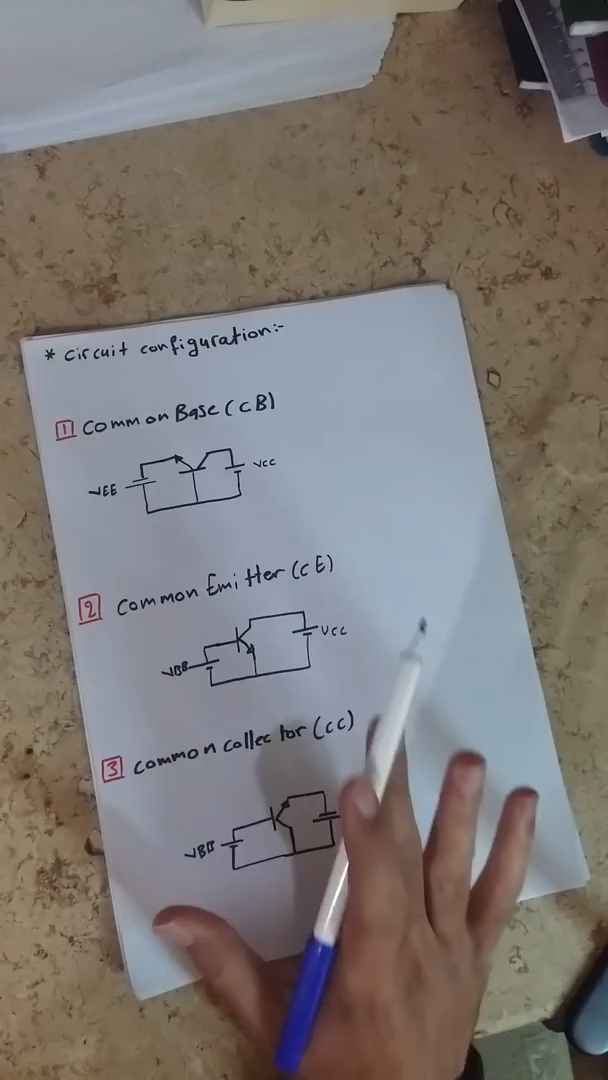 * Circuit configuration:-
1 Common Base (CB)
VEE
VCC
2 Common Emitter (CE)
VBB
VCC
3 Common collector (CC)
VBB